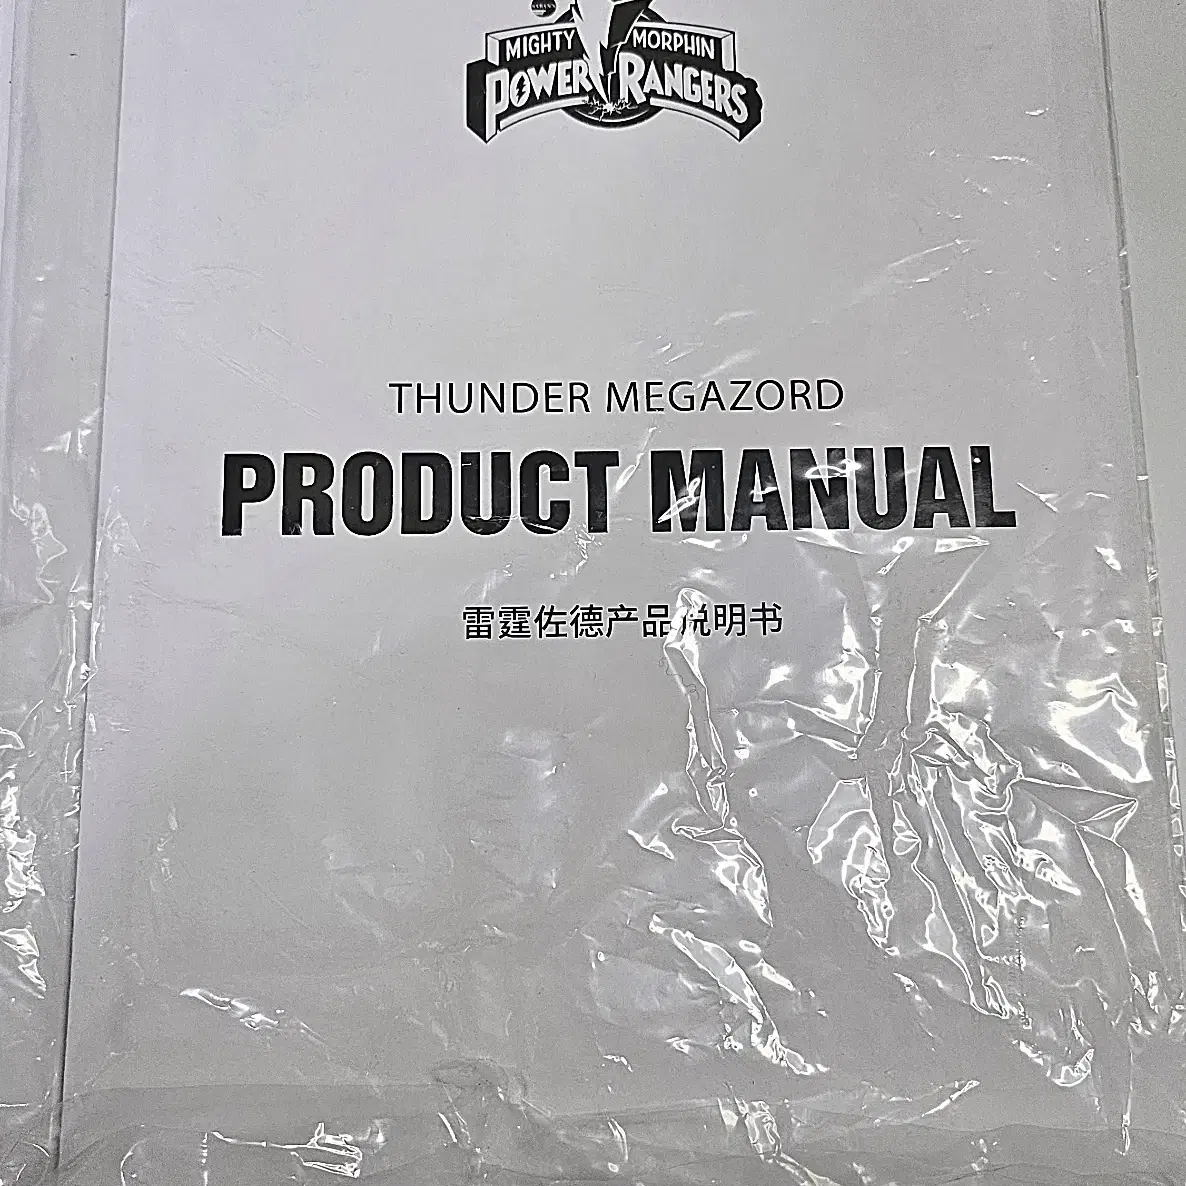 MIGHTY MORPHIN
POWER RANGERS
THUNDER MEGAZORD
PRODUCT MANUAL
雷霆佐德产品说明书